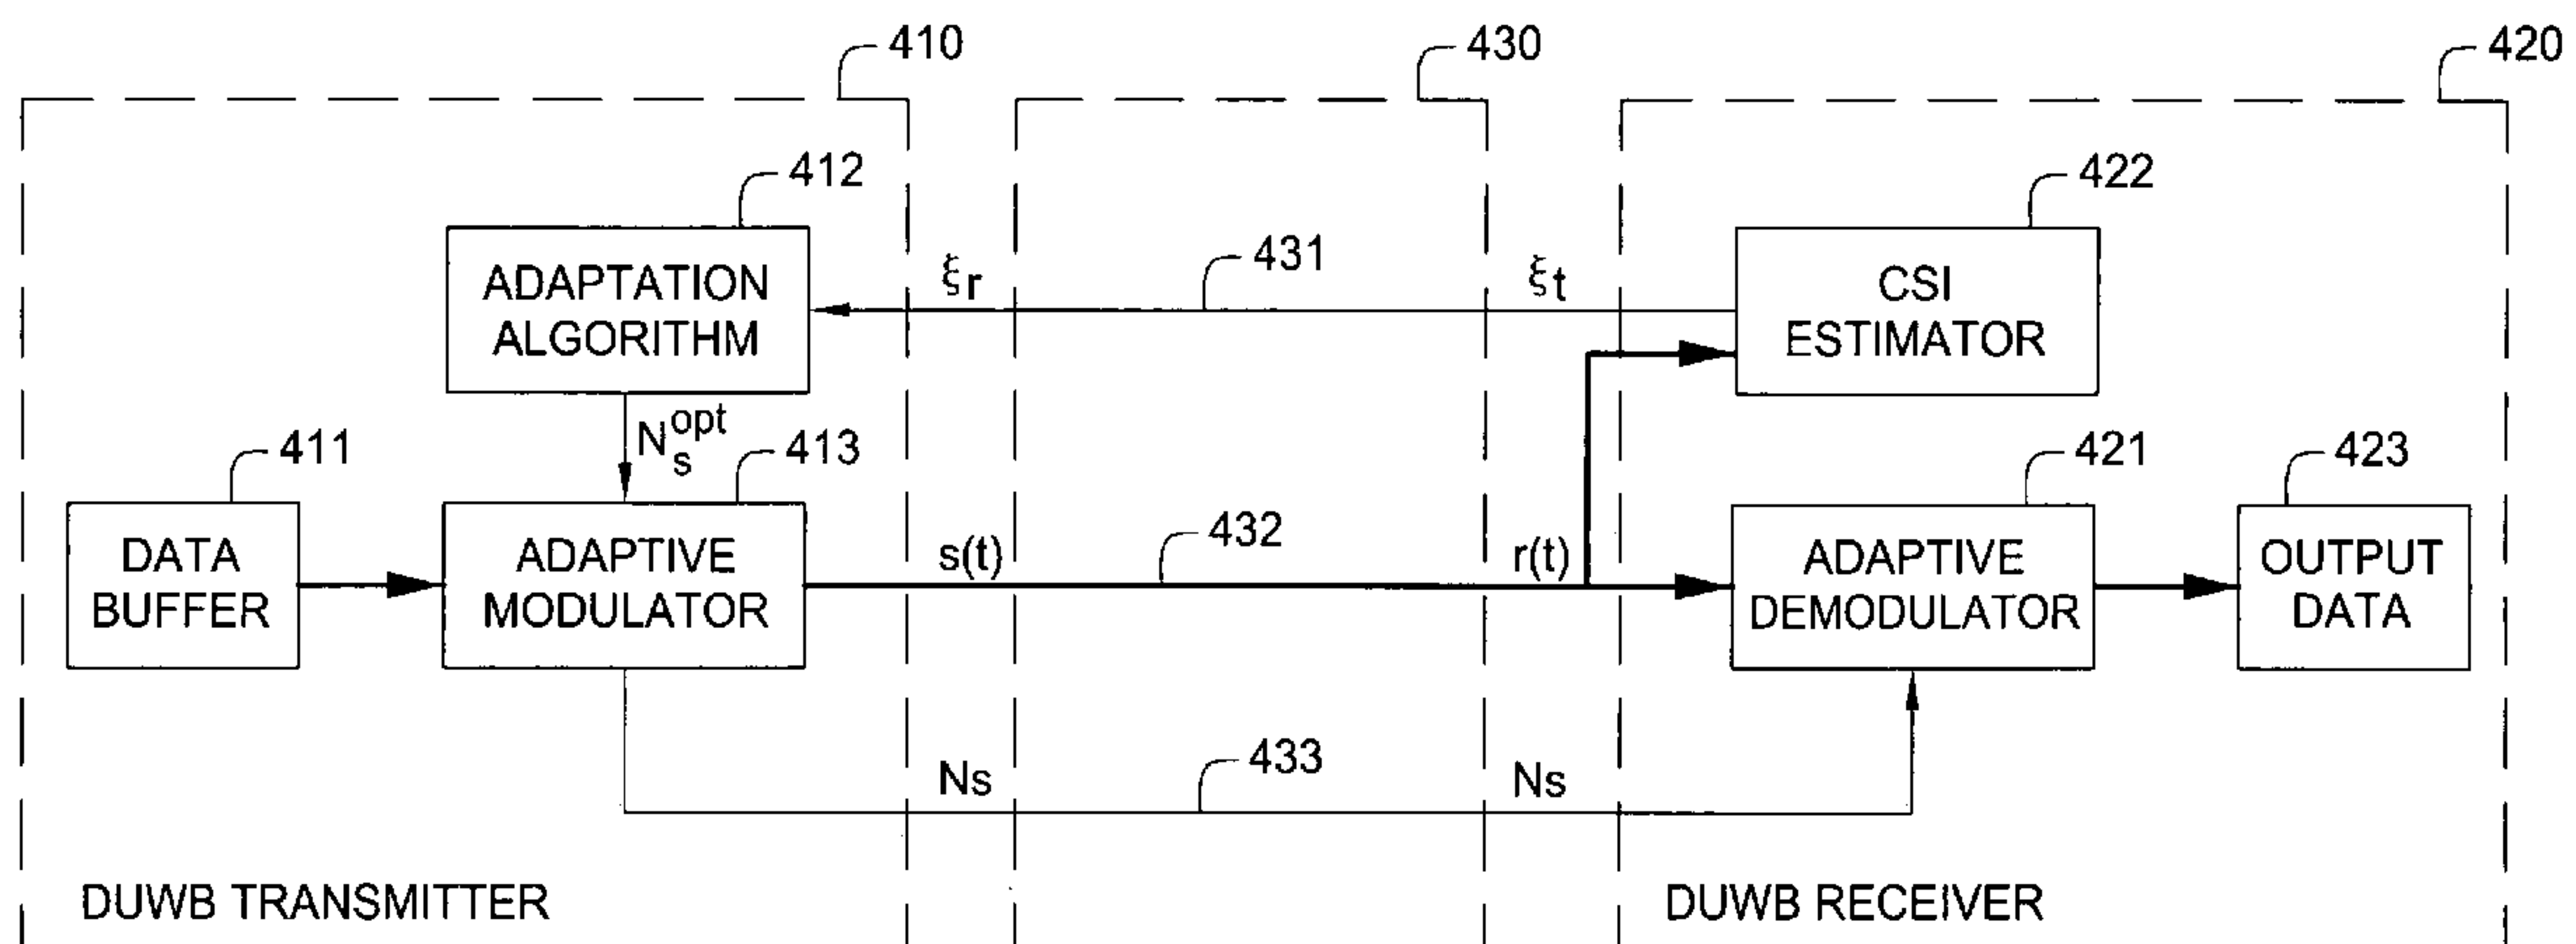 410
430
420
412
422
ADAPTATION
ALGORITHM
ξr
431
ξt
CSI
ESTIMATOR
N_s^opt
411
413
421
423
DATA
BUFFER
ADAPTIVE
MODULATOR
s(t)
432
r(t)
ADAPTIVE
DEMODULATOR
OUTPUT
DATA
Ns
433
Ns
DUWB TRANSMITTER
DUWB RECEIVER